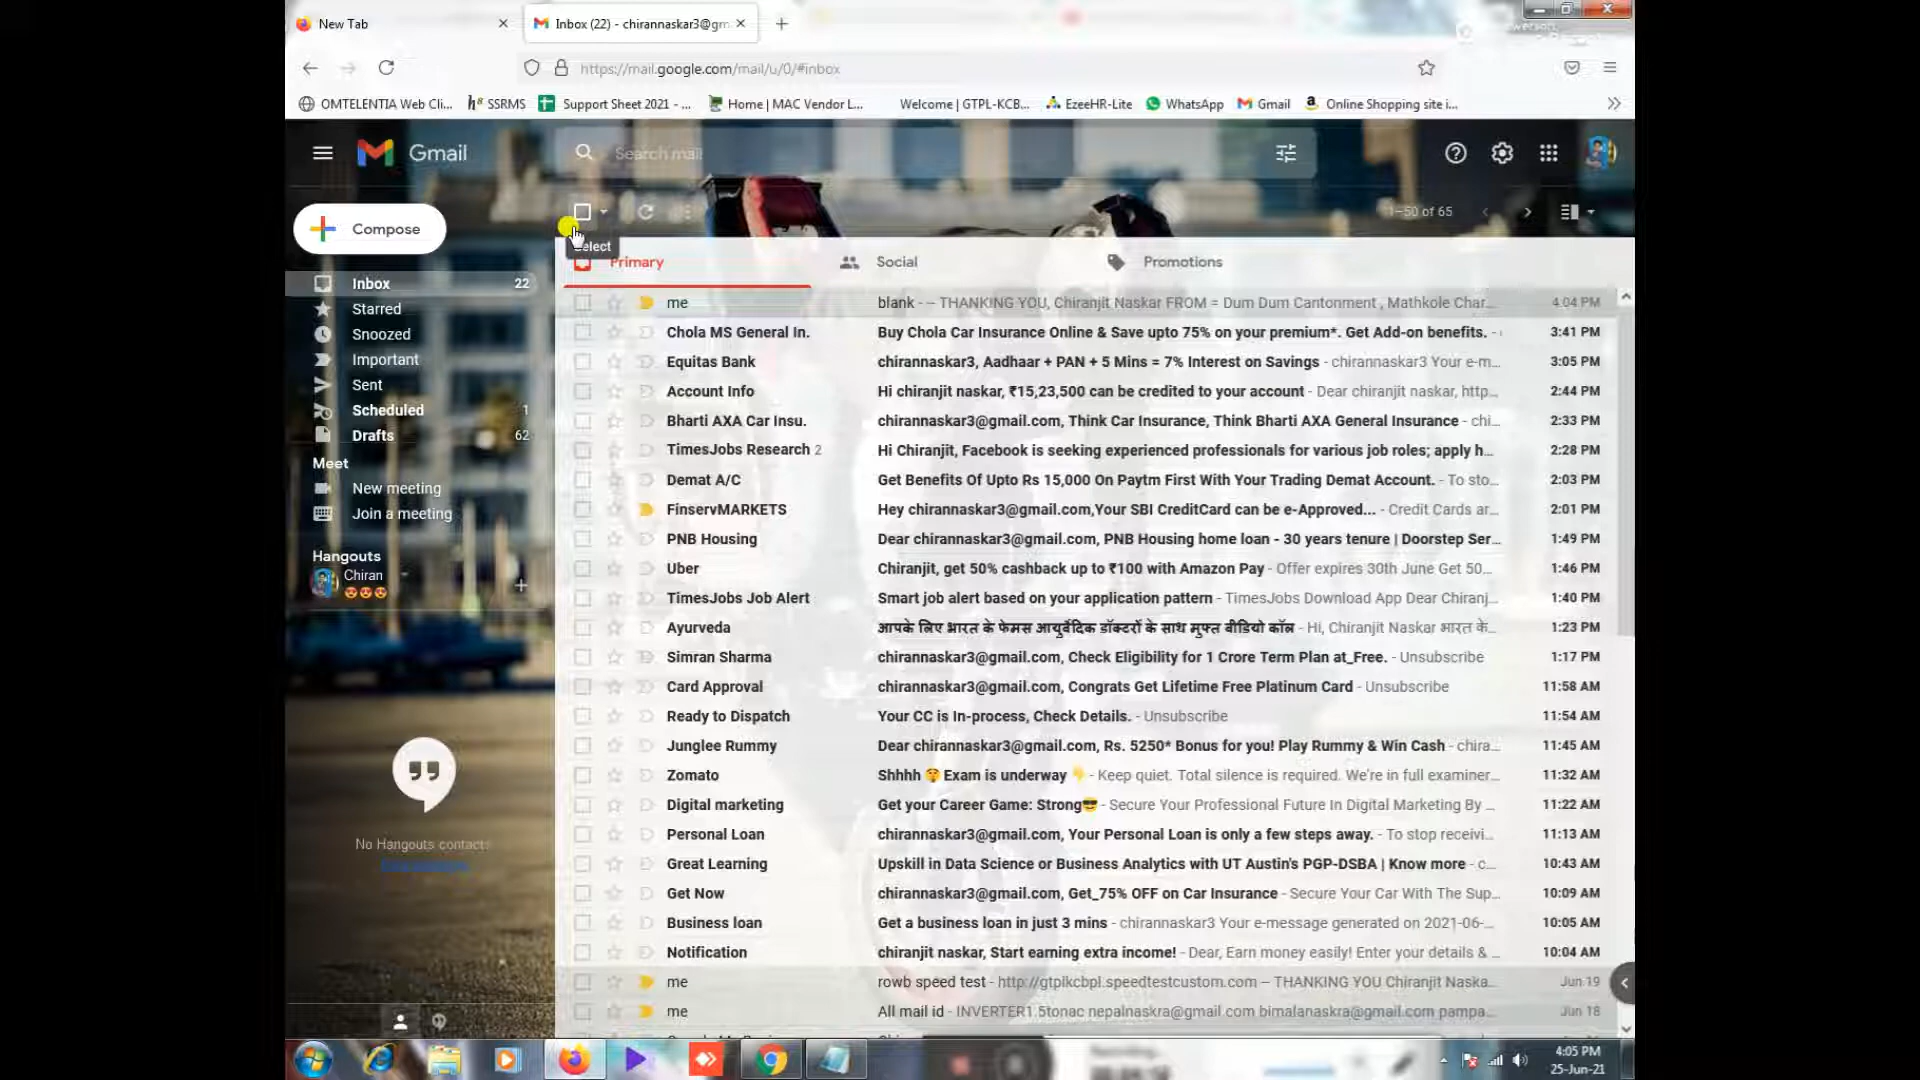 New Tab
Inbox (22) - chirannaskar3@gm
https://mail.google.com/mail/u/0/#inbox
OMTELENTIA Web Cli... SSRMS Support Sheet 2021 - ... Home | MAC Vendor L... Welcome | GTPL-KCB... EzeeHR-Lite WhatsApp Gmail Online Shopping site i...
Gmail
Search mail
Compose
1–50 of 65
Select
Primary Social Promotions
Inbox 22
Starred
Snoozed
Important
Sent
Scheduled 1
Drafts 62
Meet
New meeting
Join a meeting
Hangouts
Chiran
😍😍😍
No Hangouts contacts
me blank - -- THANKING YOU, Chiranjit Naskar FROM = Dum Dum Cantonment , Mathkole Char... 4:04 PM
Chola MS General In. Buy Chola Car Insurance Online & Save upto 75% on your premium*. Get Add-on benefits. - 3:41 PM
Equitas Bank chirannaskar3, Aadhaar + PAN + 5 Mins = 7% Interest on Savings - chirannaskar3 Your e-m... 3:05 PM
Account Info Hi chiranjit naskar, ₹15,23,500 can be credited to your account - Dear chiranjit naskar, http... 2:44 PM
Bharti AXA Car Insu. chirannaskar3@gmail.com, Think Car Insurance, Think Bharti AXA General Insurance - chi... 2:33 PM
TimesJobs Research 2 Hi Chiranjit, Facebook is seeking experienced professionals for various job roles; apply h... 2:28 PM
Demat A/C Get Benefits Of Upto Rs 15,000 On Paytm First With Your Trading Demat Account. - To sto... 2:03 PM
FinservMARKETS Hey chirannaskar3@gmail.com,Your SBI CreditCard can be e-Approved... - Credit Cards ar... 2:01 PM
PNB Housing Dear chirannaskar3@gmail.com, PNB Housing home loan - 30 years tenure | Doorstep Ser... 1:49 PM
Uber Chiranjit, get 50% cashback up to ₹100 with Amazon Pay - Offer expires 30th June Get 50... 1:46 PM
TimesJobs Job Alert Smart job alert based on your application pattern - TimesJobs Download App Dear Chiranj... 1:40 PM
Ayurveda आपके लिए भारत के फेमस आयुर्वेदिक डॉक्टरों के साथ मुफ्त वीडियो कॉल - Hi, Chiranjit Naskar भारत के... 1:23 PM
Simran Sharma chirannaskar3@gmail.com, Check Eligibility for 1 Crore Term Plan at_Free. - Unsubscribe 1:17 PM
Card Approval chirannaskar3@gmail.com, Congrats Get Lifetime Free Platinum Card - Unsubscribe 11:58 AM
Ready to Dispatch Your CC is In-process, Check Details. - Unsubscribe 11:54 AM
Junglee Rummy Dear chirannaskar3@gmail.com, Rs. 5250* Bonus for you! Play Rummy & Win Cash - chira... 11:45 AM
Zomato Shhhh 🤫 Exam is underway 👇 - Keep quiet. Total silence is required. We're in full examiner... 11:32 AM
Digital marketing Get your Career Game: Strong😎 - Secure Your Professional Future In Digital Marketing By ... 11:22 AM
Personal Loan chirannaskar3@gmail.com, Your Personal Loan is only a few steps away. - To stop receivi... 11:13 AM
Great Learning Upskill in Data Science or Business Analytics with UT Austin's PGP-DSBA | Know more - c... 10:43 AM
Get Now chirannaskar3@gmail.com, Get_75% OFF on Car Insurance - Secure Your Car With The Sup... 10:09 AM
Business loan Get a business loan in just 3 mins - chirannaskar3 Your e-message generated on 2021-06-... 10:05 AM
Notification chiranjit naskar, Start earning extra income! - Dear, Earn money easily! Enter your details & ... 10:04 AM
me rowb speed test - http://gtplkcbpl.speedtestcustom.com -- THANKING YOU Chiranjit Naska... Jun 19
me All mail id - INVERTER1.5tonac nepalnaskra@gmail.com bimalanaskra@gmail.com pampa... Jun 18
4:05 PM
25-Jun-21